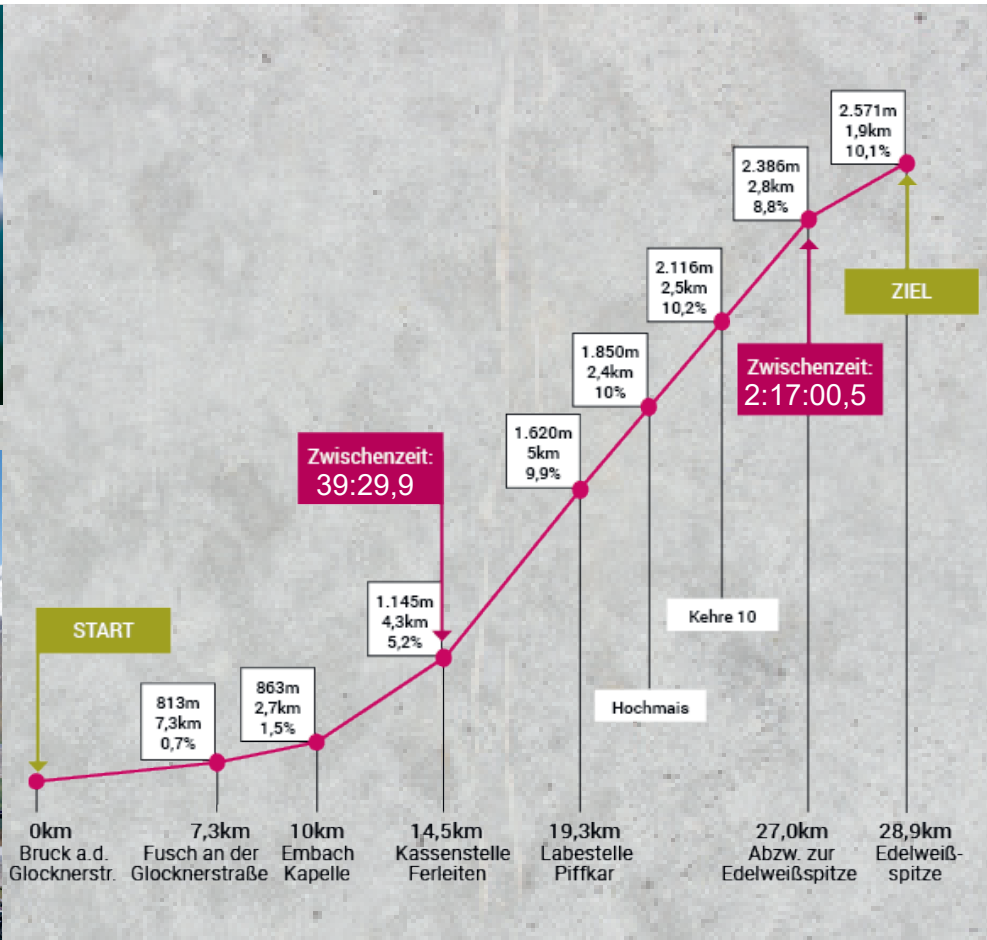 2.571m
1,9km
10,1%
2.386m
2,8km
8,8%
ZIEL
2.116m
2,5km
10,2%
Zwischenzeit:
2:17:00,5
1.850m
2,4km
10%
1.620m
5km
9,9%
Zwischenzeit:
39:29,9
1.145m
4,3km
5,2%
START
Kehre 10
863m
2,7km
1,5%
813m
7,3km
0,7%
Hochmais
0km
Bruck a.d.
Glocknerstr.
7,3km
Fusch an der
Glocknerstraße
10km
Embach
Kapelle
14,5km
Kassenstelle
Ferleiten
19,3km
Labestelle
Piffkar
27,0km
Abzw. zur
Edelweißspitze
28,9km
Edelweiß-
spitze